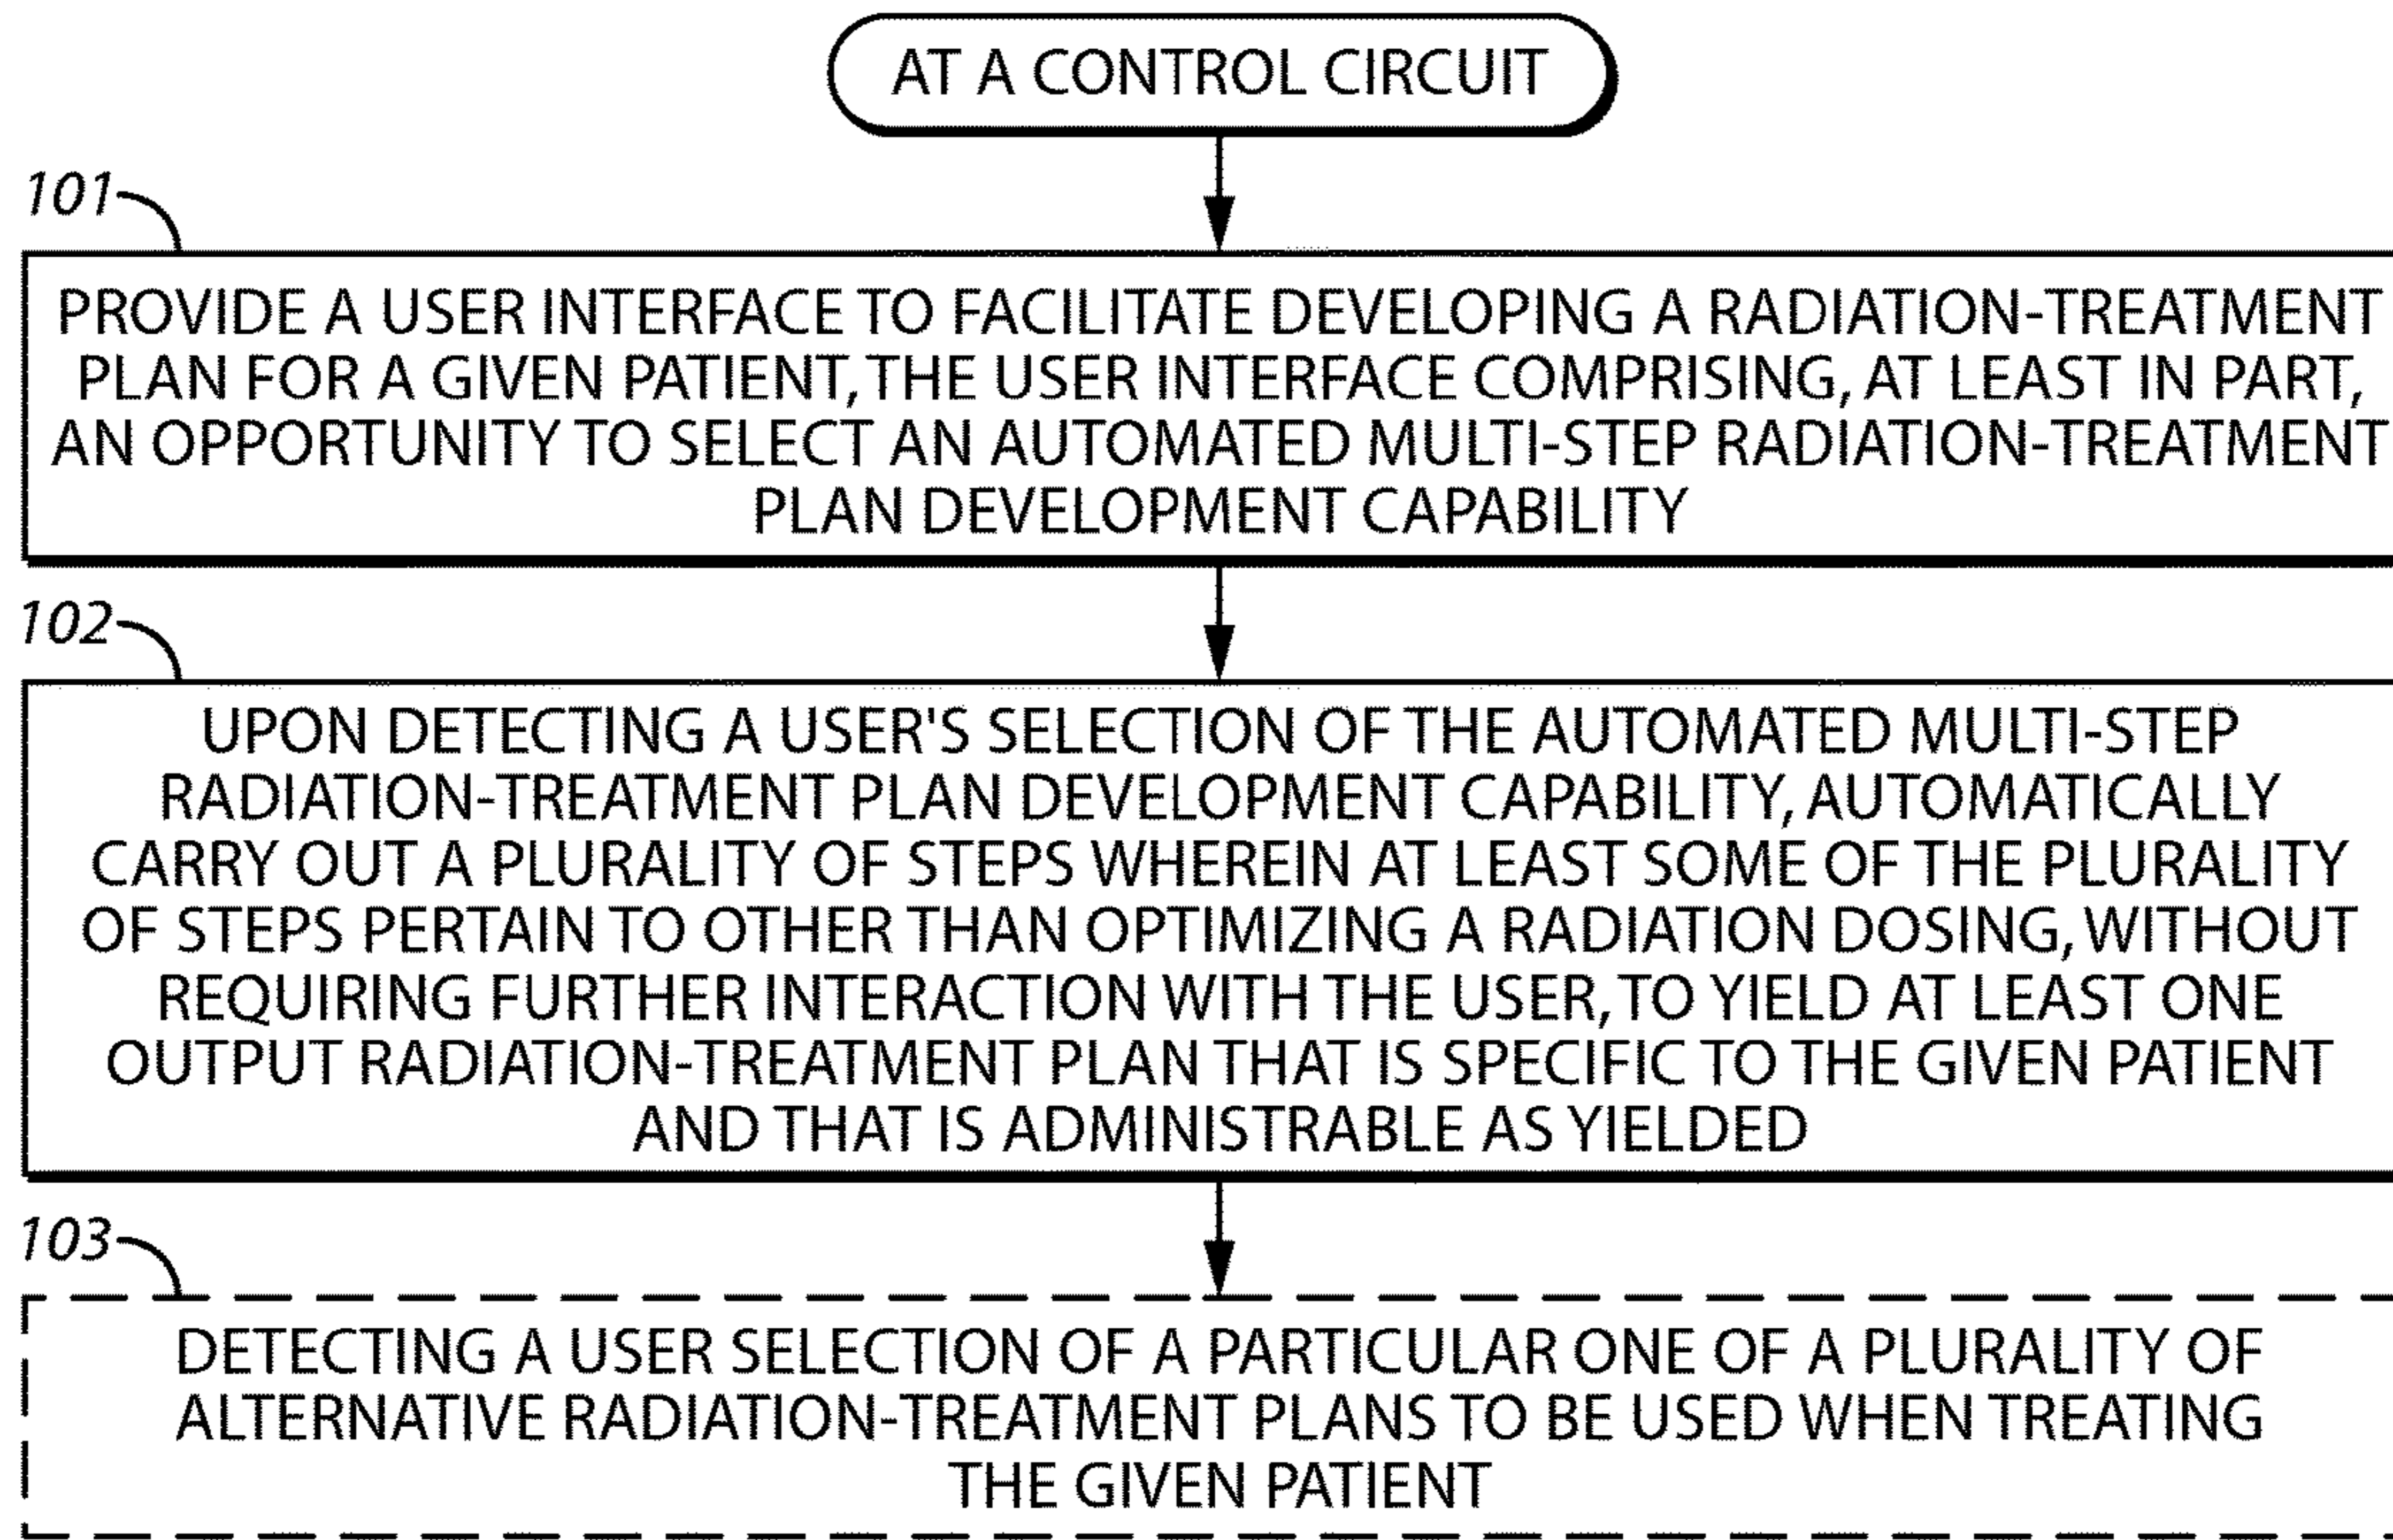 AT A CONTROL CIRCUIT
101
PROVIDE A USER INTERFACE TO FACILITATE DEVELOPING A RADIATION-TREATMENT
PLAN FOR A GIVEN PATIENT, THE USER INTERFACE COMPRISING, AT LEAST IN PART,
AN OPPORTUNITY TO SELECT AN AUTOMATED MULTI-STEP RADIATION-TREATMENT
PLAN DEVELOPMENT CAPABILITY
102
UPON DETECTING A USER'S SELECTION OF THE AUTOMATED MULTI-STEP
RADIATION-TREATMENT PLAN DEVELOPMENT CAPABILITY, AUTOMATICALLY
CARRY OUT A PLURALITY OF STEPS WHEREIN AT LEAST SOME OF THE PLURALITY
OF STEPS PERTAIN TO OTHER THAN OPTIMIZING A RADIATION DOSING, WITHOUT
REQUIRING FURTHER INTERACTION WITH THE USER, TO YIELD AT LEAST ONE
OUTPUT RADIATION-TREATMENT PLAN THAT IS SPECIFIC TO THE GIVEN PATIENT
AND THAT IS ADMINISTRABLE AS YIELDED
103
DETECTING A USER SELECTION OF A PARTICULAR ONE OF A PLURALITY OF
ALTERNATIVE RADIATION-TREATMENT PLANS TO BE USED WHEN TREATING
THE GIVEN PATIENT